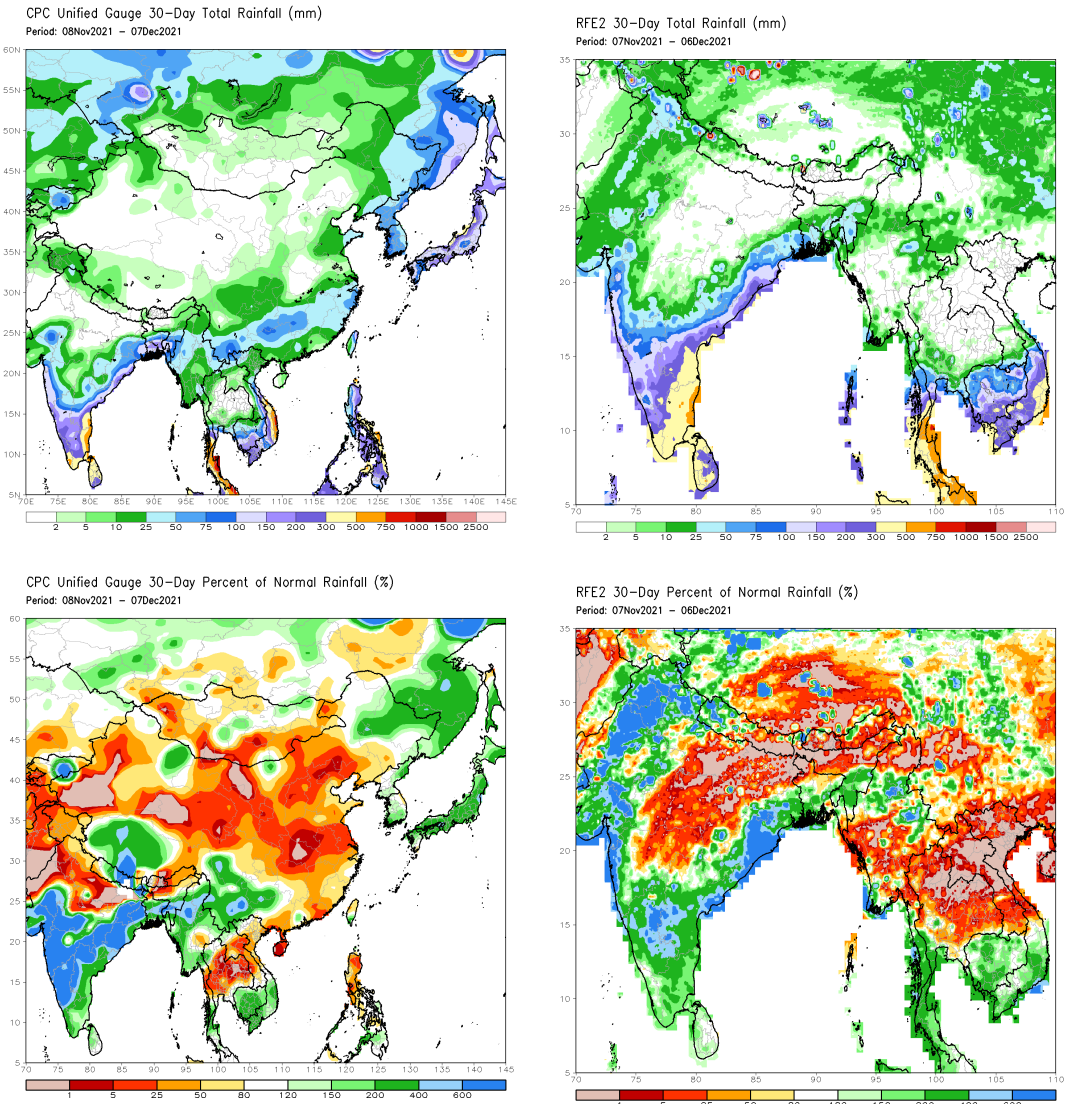 CPC Unified Gauge 30-Day Total Rainfall (mm)
Period: 08Nov2021 - 07Dec2021
60N
55N
50N
45N
40N
35N
30N
25N
20N
15N
10N
5N
70E 75E 80E 85E 90E 95E 100E 105E 110E 115E 120E 125E 130E 135E 140E 145E
2 5 10 25 50 75 100 150 200 300 500 750 1000 1500 2500
RFE2 30-Day Total Rainfall (mm)
Period: 07Nov2021 - 06Dec2021
35
30
25
20
15
10
5
70 75 80 85 90 95 100 105 110
2 5 10 25 50 75 100 150 200 300 500 750 1000 1500 2500
CPC Unified Gauge 30-Day Percent of Normal Rainfall (%)
Period: 08Nov2021 - 07Dec2021
60
55
50
45
40
35
30
25
20
15
10
5
70 75 80 85 90 95 100 105 110 115 120 125 130 135 140 145
1 5 25 50 80 120 150 200 400 600
RFE2 30-Day Percent of Normal Rainfall (%)
Period: 07Nov2021 - 06Dec2021
35
30
25
20
15
10
5
70 75 80 85 90 95 100 105 110